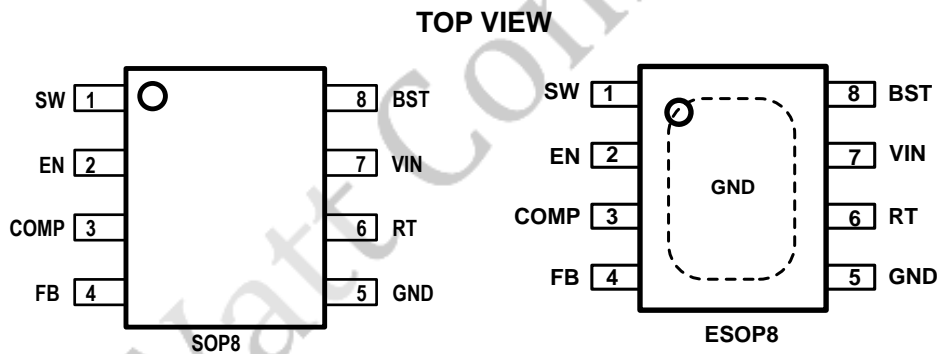 TOP VIEW
SW 1 8 BST
EN 2 7 VIN
COMP 3 6 RT
FB 4 5 GND
SOP8
SW 1 8 BST
EN 2 7 VIN
GND
COMP 3 6 RT
FB 4 5 GND
ESOP8